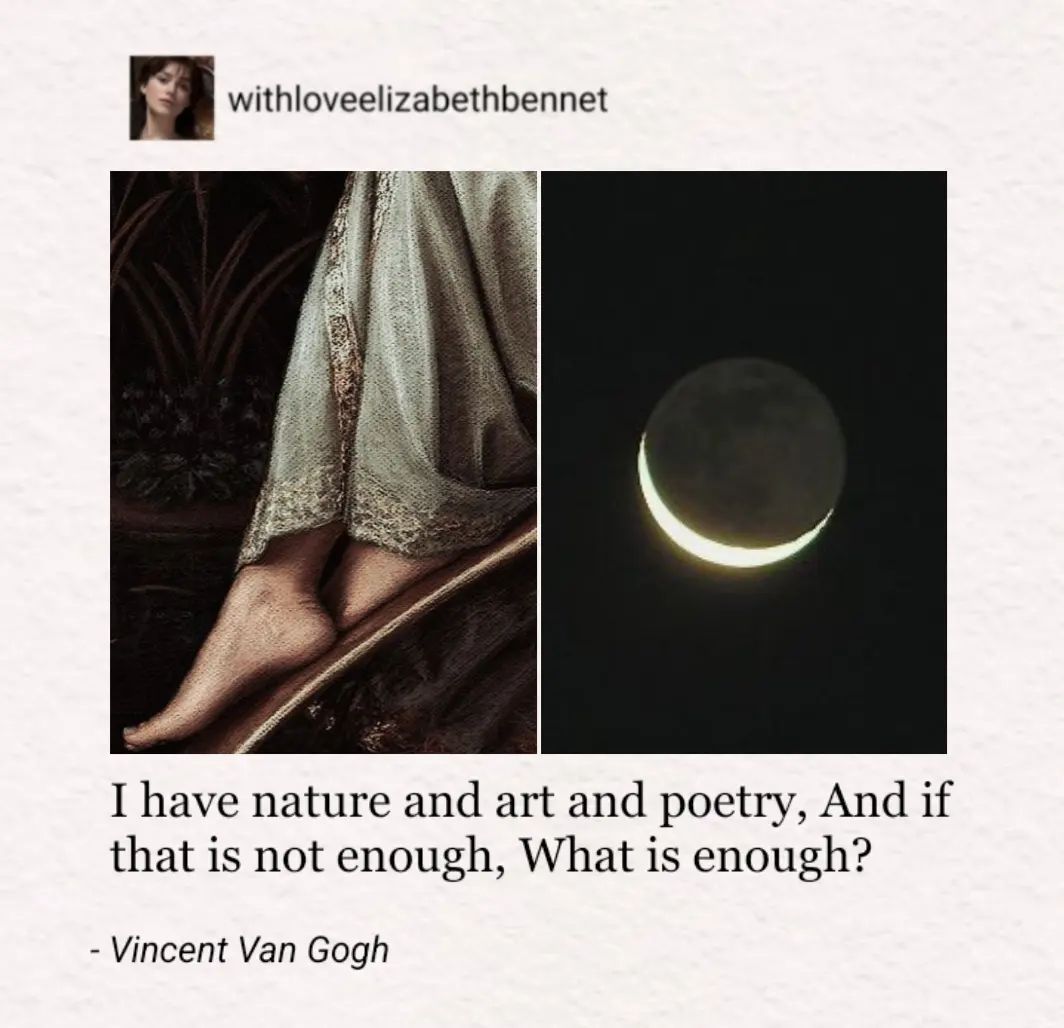 withloveelizabethbennet
I have nature and art and poetry, And if
that is not enough, What is enough?
- Vincent Van Gogh